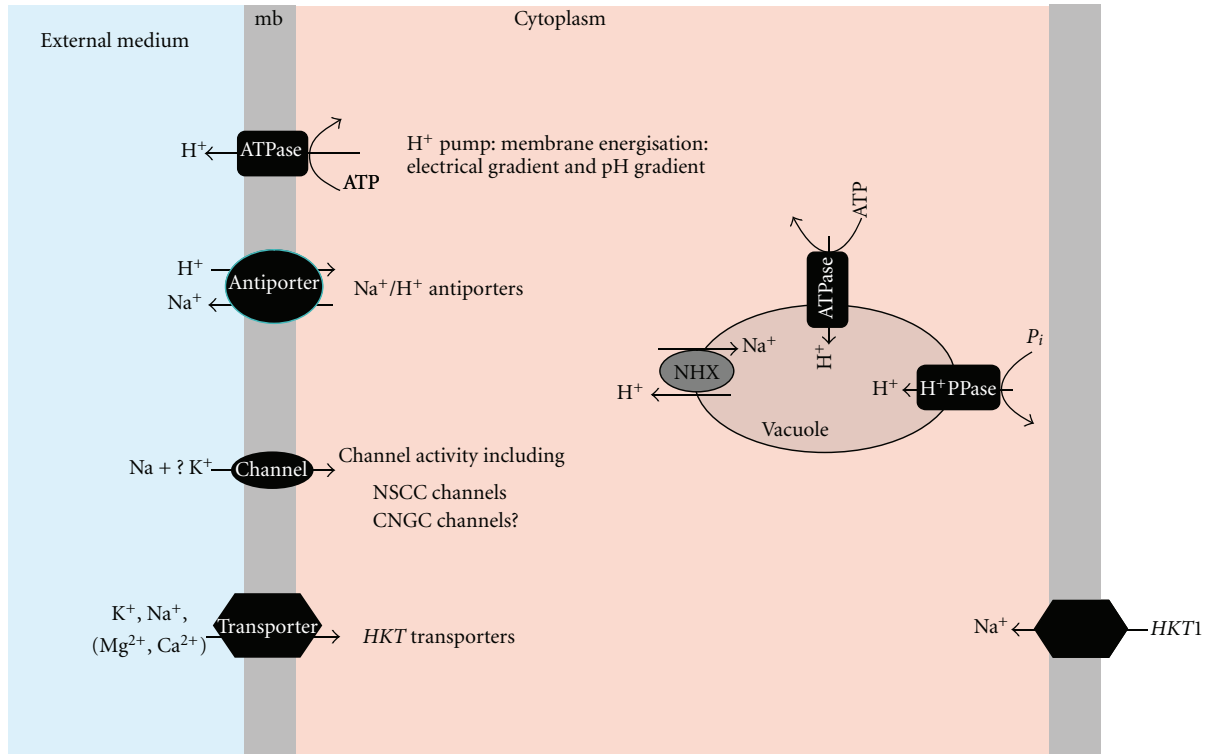 External medium
mb
Cytoplasm
H⁺
ATPase
ATP
H⁺ pump: membrane energisation:
electrical gradient and pH gradient
H⁺
Na⁺
Antiporter
Na⁺/H⁺ antiporters
ATP
ATPase
H⁺
Na⁺
NHX
H⁺
H⁺
H⁺PPase
Pᵢ
Vacuole
Na + ? K⁺
Channel
Channel activity including
NSCC channels
CNGC channels?
K⁺, Na⁺,
(Mg²⁺, Ca²⁺)
Transporter
HKT transporters
Na⁺
HKT1